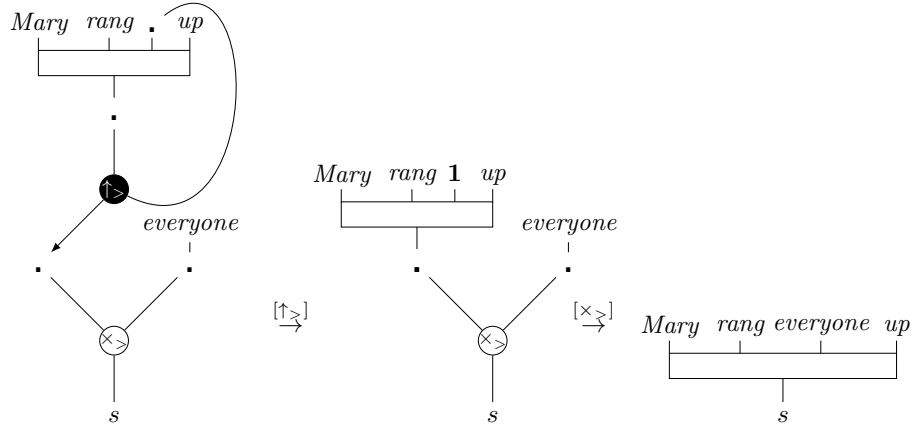 Mary rang . up
.
↑>
everyone
. .
×>
s
[↑>]
→
Mary rang 1 up
everyone
. .
×>
s
[×>]
→
Mary rang everyone up
s